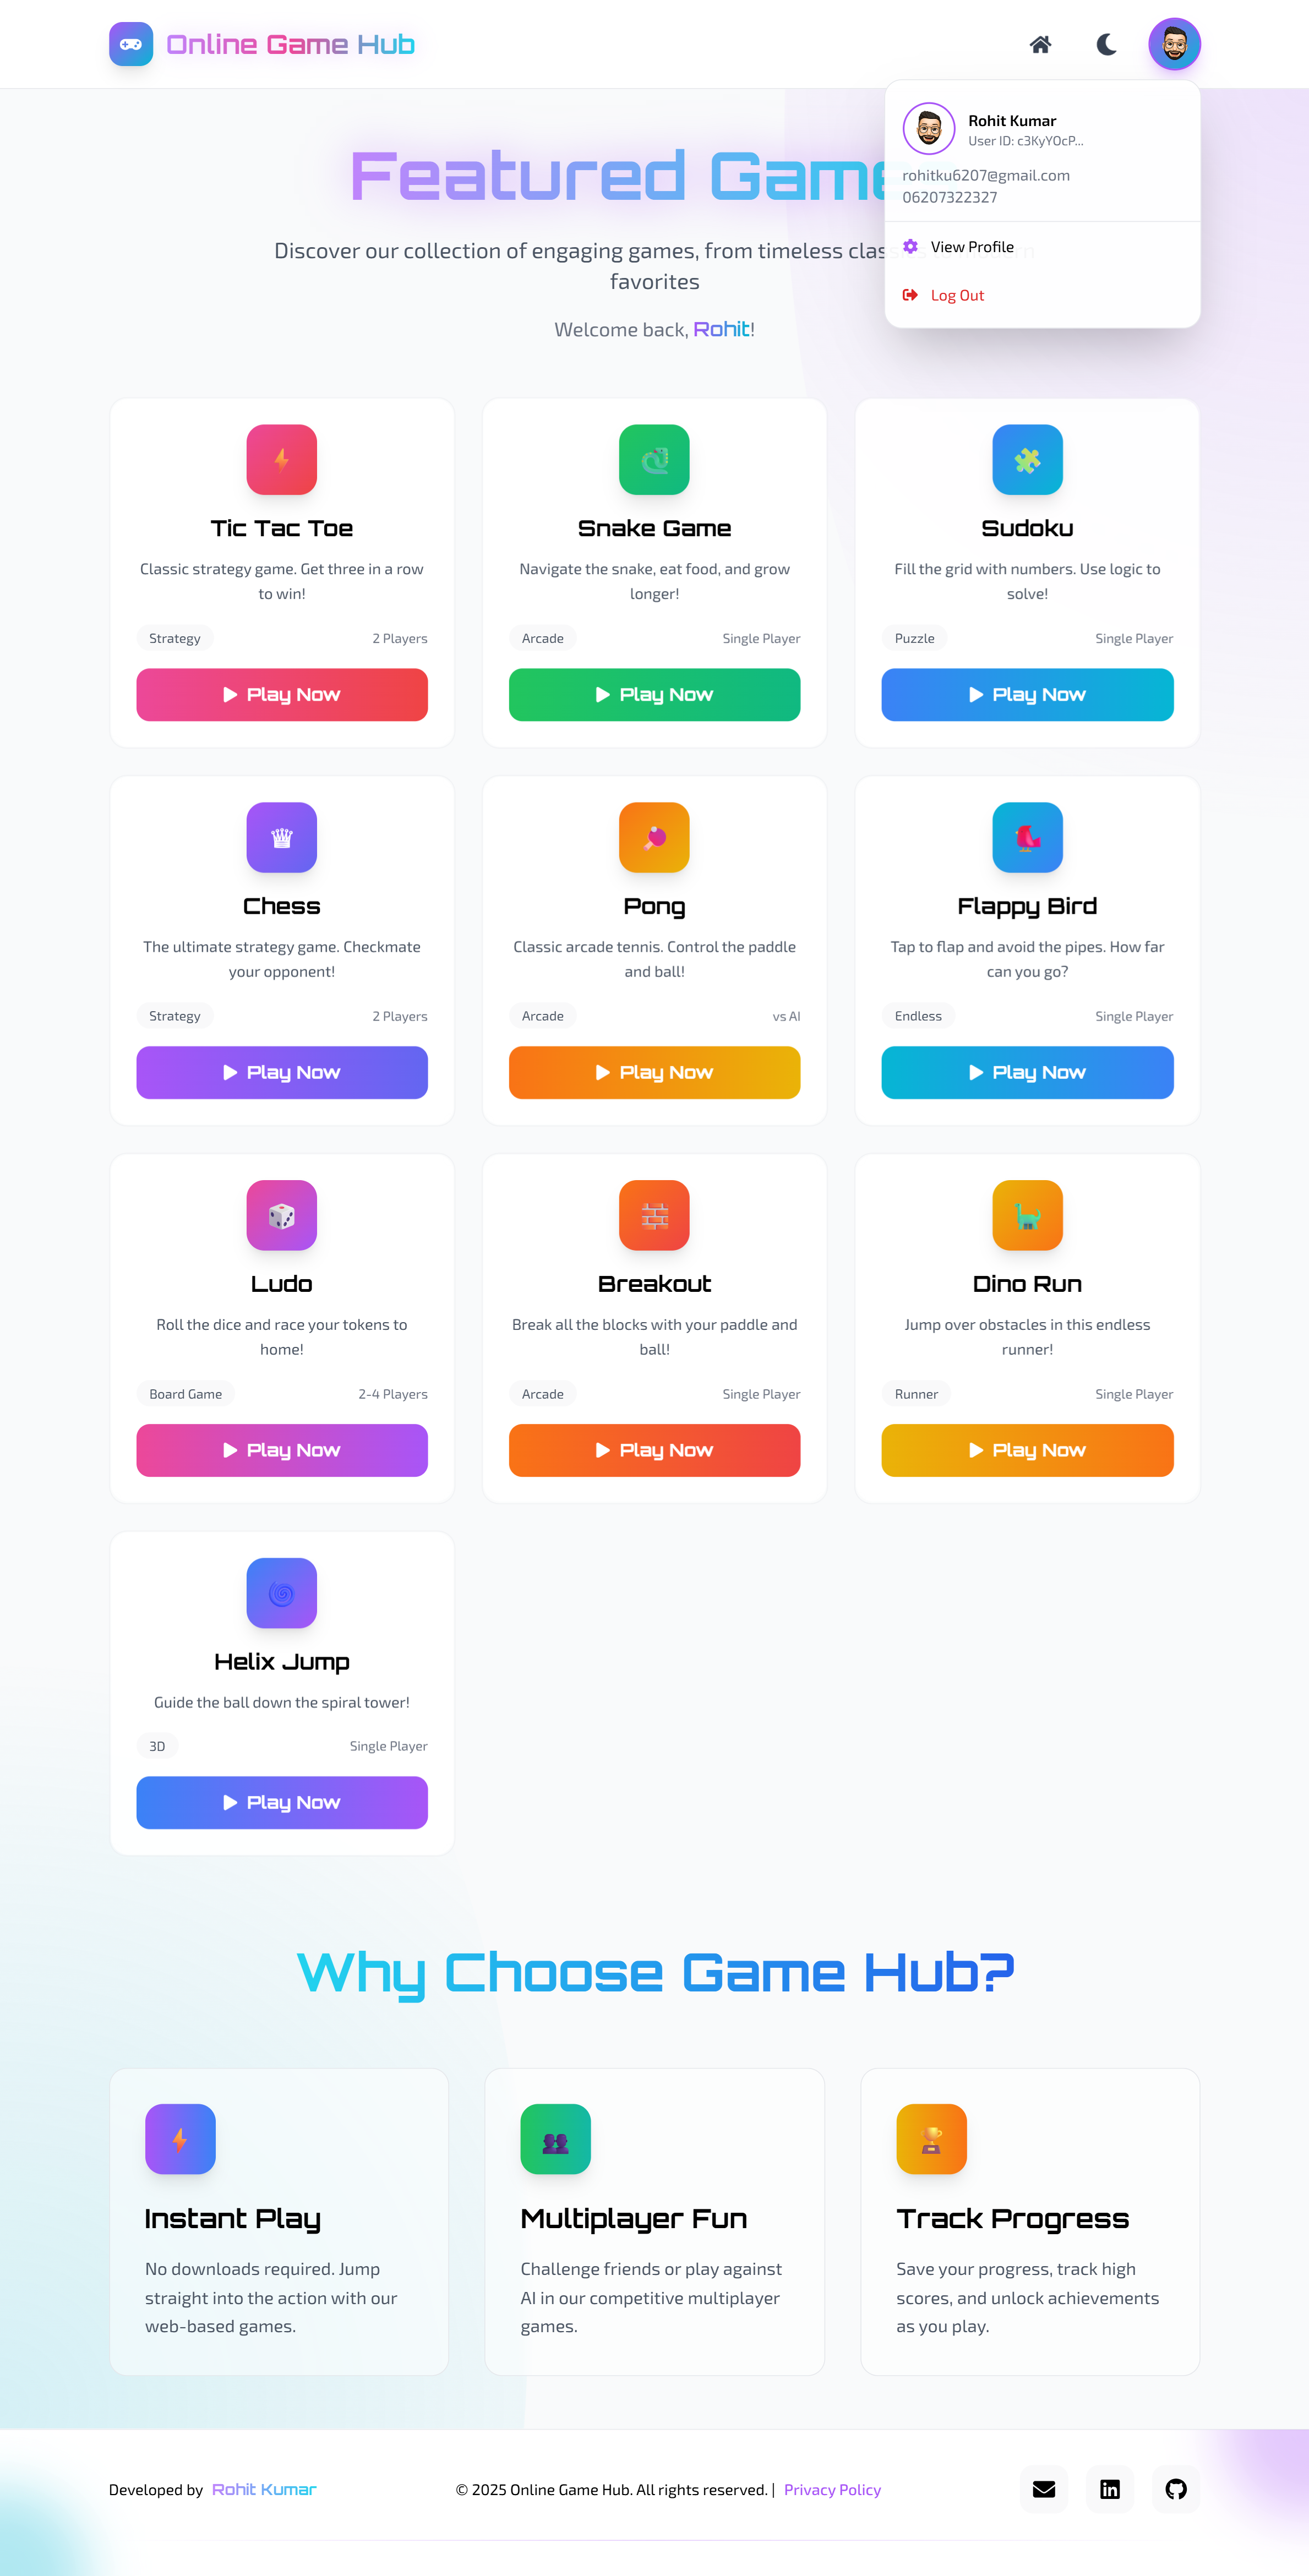 Online Game Hub
Rohit Kumar
User ID: c3KyYOcP...
rohitku6207@gmail.com
06207322327
View Profile
Log Out
Featured Game
Discover our collection of engaging games, from timeless classics to modern
favorites
Welcome back, Rohit!
Tic Tac Toe
Classic strategy game. Get three in a row
to win!
Strategy
2 Players
Play Now
Snake Game
Navigate the snake, eat food, and grow
longer!
Arcade
Single Player
Play Now
Sudoku
Fill the grid with numbers. Use logic to
solve!
Puzzle
Single Player
Play Now
Chess
The ultimate strategy game. Checkmate
your opponent!
Strategy
2 Players
Play Now
Pong
Classic arcade tennis. Control the paddle
and ball!
Arcade
vs AI
Play Now
Flappy Bird
Tap to flap and avoid the pipes. How far
can you go?
Endless
Single Player
Play Now
Ludo
Roll the dice and race your tokens to
home!
Board Game
2-4 Players
Play Now
Breakout
Break all the blocks with your paddle and
ball!
Arcade
Single Player
Play Now
Dino Run
Jump over obstacles in this endless
runner!
Runner
Single Player
Play Now
Helix Jump
Guide the ball down the spiral tower!
3D
Single Player
Play Now
Why Choose Game Hub?
Instant Play
No downloads required. Jump
straight into the action with our
web-based games.
Multiplayer Fun
Challenge friends or play against
AI in our competitive multiplayer
games.
Track Progress
Save your progress, track high
scores, and unlock achievements
as you play.
Developed by Rohit Kumar
© 2025 Online Game Hub. All rights reserved. | Privacy Policy